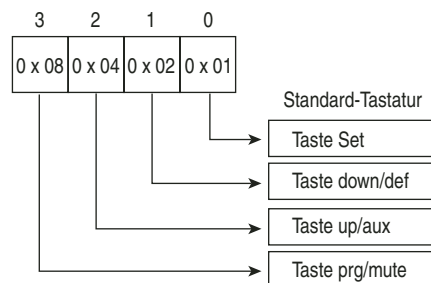 3 2 1 0
0 x 08 0 x 04 0 x 02 0 x 01
Standard-Tastatur
Taste Set
Taste down/def
Taste up/aux
Taste prg/mute